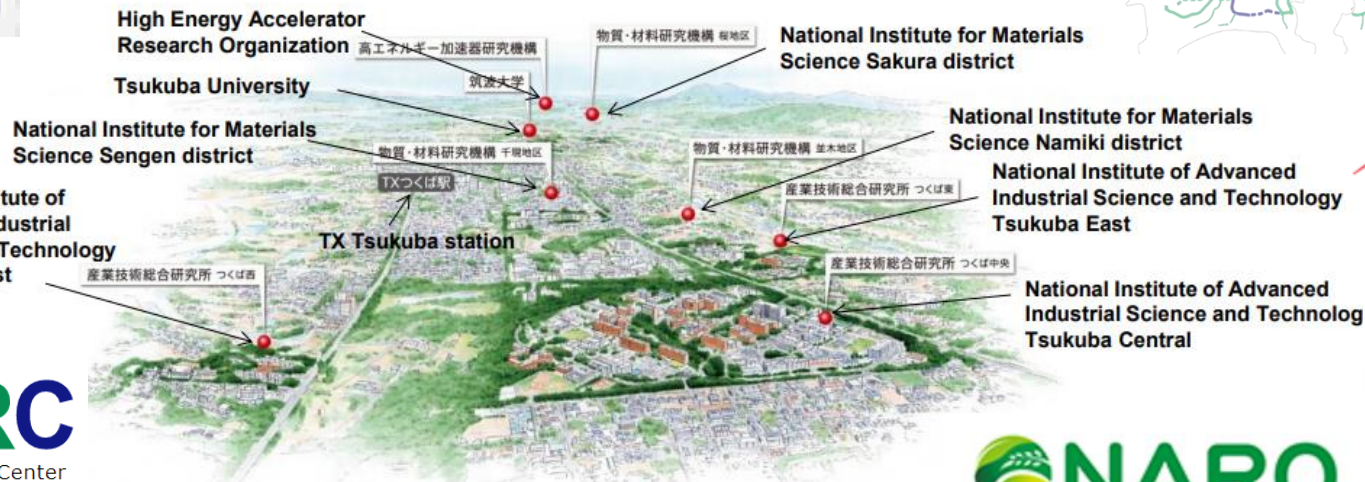 High Energy Accelerator
Research Organization
高エネルギー加速器研究機構
物質・材料研究機構 桜地区
National Institute for Materials
Science Sakura district
Tsukuba University
筑波大学
National Institute for Materials
Science Sengen district
物質・材料研究機構 千現地区
物質・材料研究機構 並木地区
National Institute for Materials
Science Namiki district
TXつくば駅
TX Tsukuba station
産業技術総合研究所 つくば東
National Institute of Advanced
Industrial Science and Technology
Tsukuba East
tute of
dustrial
Technology
st
産業技術総合研究所 つくば西
産業技術総合研究所 つくば中央
National Institute of Advanced
Industrial Science and Technolog
Tsukuba Central
RC
Center
NARO